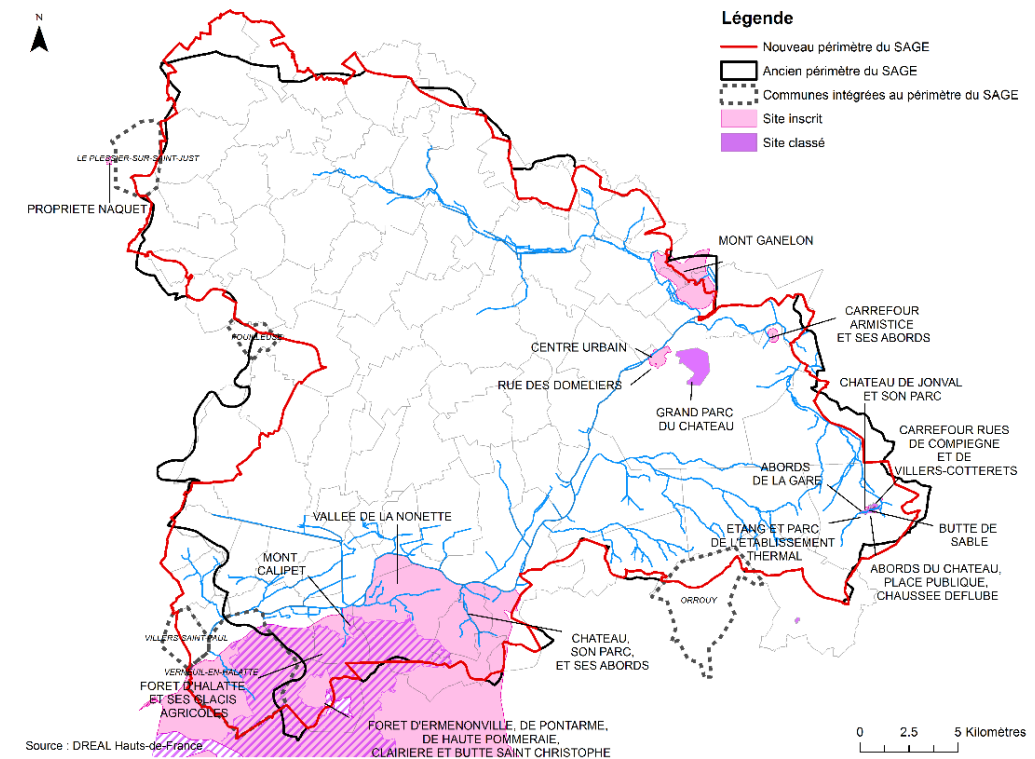 N
Légende
Nouveau périmètre du SAGE
Ancien périmètre du SAGE
Communes intégrées au périmètre du SAGE
Site inscrit
Site classé
LE PLESSIER-SUR-SAINT-JUST
PROPRIETE NAQUET
MONT GANELON
CARREFOUR
ARMISTICE
ET SES ABORDS
FOUILLEUSE
CENTRE URBAIN
RUE DES DOMELIERS
GRAND PARC
DU CHATEAU
CHATEAU DE JONVAL
ET SON PARC
CARREFOUR RUES
DE COMPIEGNE
ET DE
VILLERS-COTTERETS
ABORDS
DE LA GARE
VALLEE DE LA NONETTE
ETANG ET PARC
DE L'ETABLISSEMENT
THERMAL
BUTTE DE
SABLE
MONT
CALIPET
ABORDS DU CHATEAU,
PLACE PUBLIQUE,
CHAUSSEE DEFLUBE
ORROUY
VILLERS-SAINT-PAUL
CHATEAU,
SON PARC,
ET SES ABORDS
VERNEUIL-EN-HALATTE
FORET D'HALATTE
ET SES GLACIS
AGRICOLES
FORET D'ERMENONVILLE, DE PONTARME,
DE HAUTE POMMERAIE,
CLAIRIERE ET BUTTE SAINT CHRISTOPHE
Source : DREAL Hauts-de-France
0 2.5 5 Kilomètres